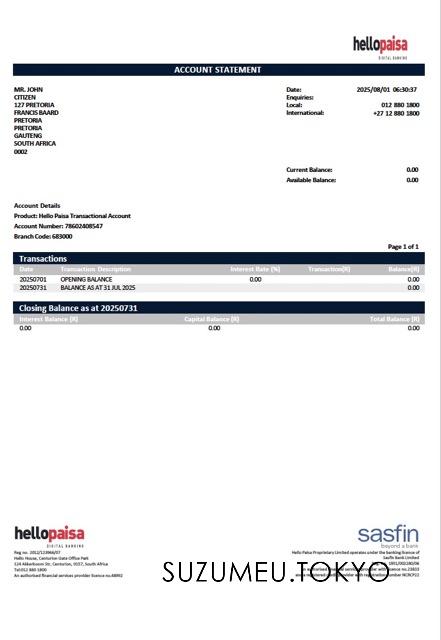 hellopaisa
DIGITAL BANKING
ACCOUNT STATEMENT
MR. JOHN
CITIZEN
127 PRETORIA
FRANCIS BAARD
PRETORIA
PRETORIA
GAUTENG
SOUTH AFRICA
0002
Date: 2025/08/01 06:30:37
Enquiries:
Local: 012 880 1800
International: +27 12 880 1800
Current Balance: 0.00
Available Balance: 0.00
Account Details
Product: Hello Paisa Transactional Account
Account Number: 78602408547
Branch Code: 683000
Page 1 of 1
Transactions
Date Transaction Description Interest Rate (%) Transaction(R) Balance(R)
20250701 OPENING BALANCE 0.00 0.00
20250731 BALANCE AS AT 31 JUL 2025 0.00
Closing Balance as at 20250731
Interest Balance (R) Capital Balance (R) Total Balance (R)
0.00 0.00 0.00
hellopaisa
DIGITAL BANKING
Hello House, Centurion Gate Office Park
124 Akkerboom Str, Centurion, 0157, South Africa
Tel:012 880 1800
An authorised financial services provider licence no.48692
sasfin
beyond a bank
Hello Paisa Proprietary Limited operates under the banking licence of
Sasfin Bank Limited
SUZUMEU.TOKYO